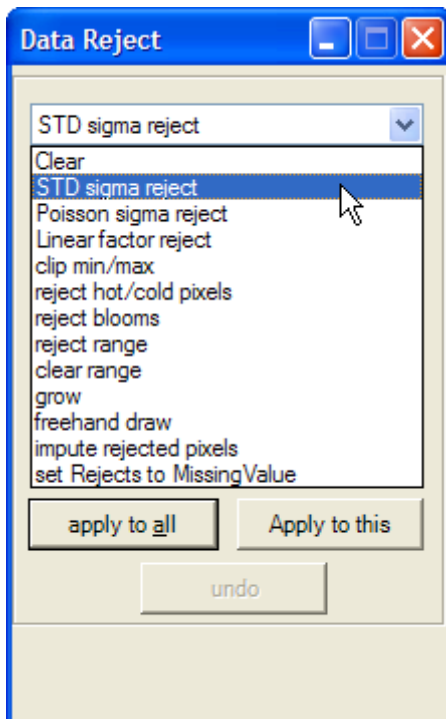 Data Reject
STD sigma reject
Clear
STD sigma reject
Poisson sigma reject
Linear factor reject
clip min/max
reject hot/cold pixels
reject blooms
reject range
clear range
grow
freehand draw
impute rejected pixels
set Rejects to MissingValue
apply to all Apply to this
undo